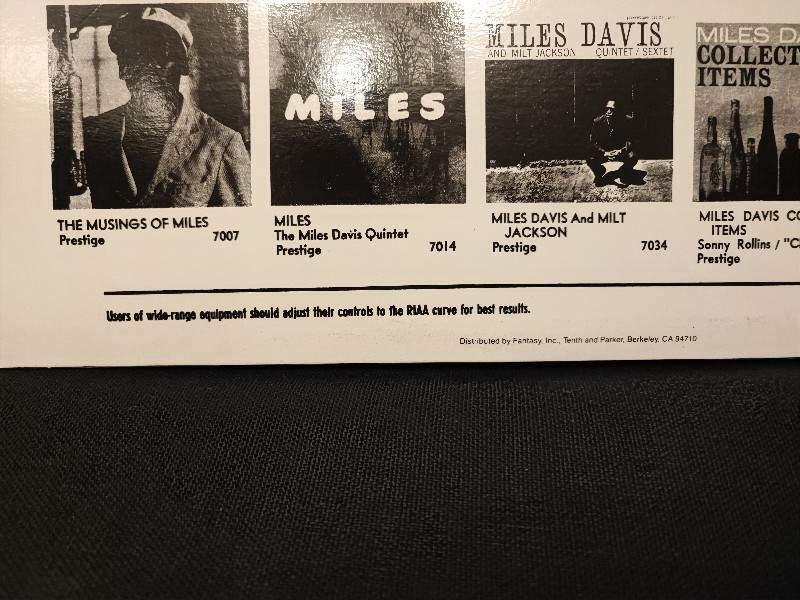 MILES
MILES DAVIS
AND MILT JACKSON QUINTET / SEXTET
MILES
COLLECT
ITEMS
THE MUSINGS OF MILES
Prestige 7007
MILES
The Miles Davis Quintet
Prestige 7014
MILES DAVIS And MILT
JACKSON
Prestige 7034
MILES DAVIS CO
ITEMS
Sonny Rollins / "C
Prestige
Users of wide-range equipment should adjust their controls to the RIAA curve for best results.
Distributed by Fantasy, Inc., Tenth and Parker, Berkeley, CA 94710